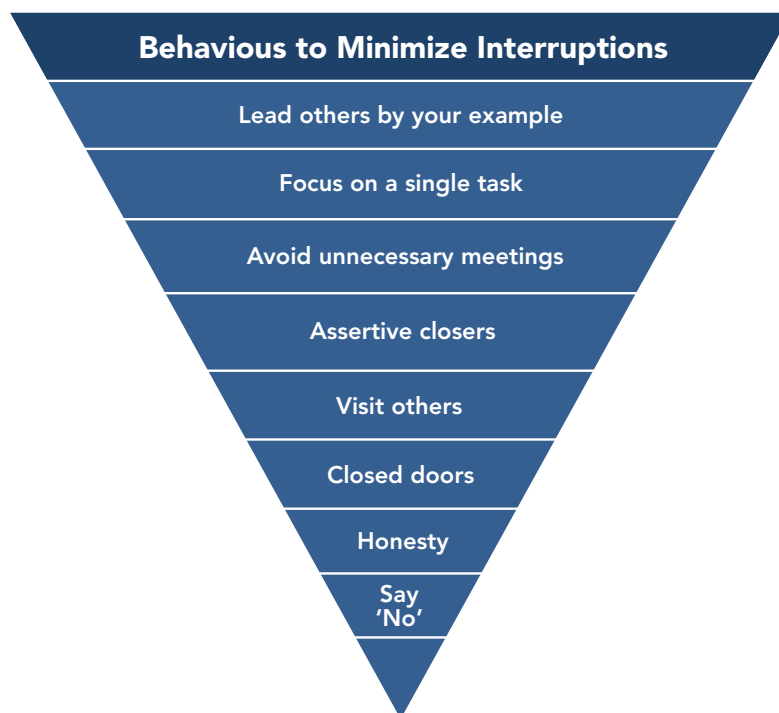 Behavious to Minimize Interruptions
Lead others by your example
Focus on a single task
Avoid unnecessary meetings
Assertive closers
Visit others
Closed doors
Honesty
Say
'No'